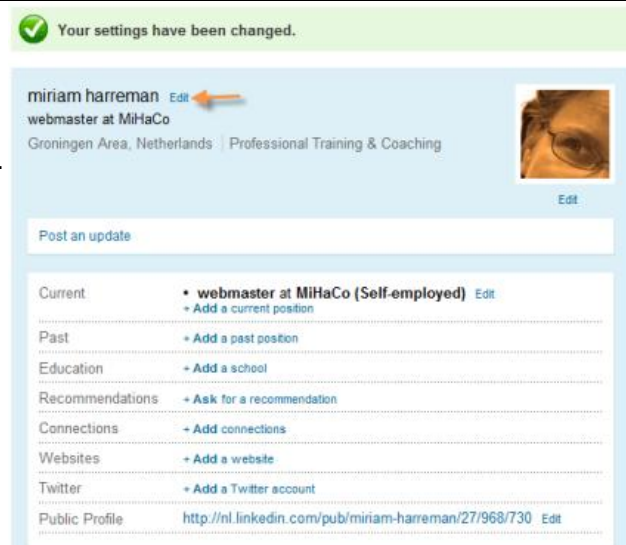 Your settings have been changed.
miriam harreman Edit
webmaster at MiHaCo
Groningen Area, Netherlands | Professional Training & Coaching
Edit
Post an update
Current • webmaster at MiHaCo (Self-employed) Edit
+ Add a current position
Past + Add a past position
Education + Add a school
Recommendations + Ask for a recommendation
Connections + Add connections
Websites + Add a website
Twitter + Add a Twitter account
Public Profile http://nl.linkedin.com/pub/miriam-harreman/27/968/730 Edit